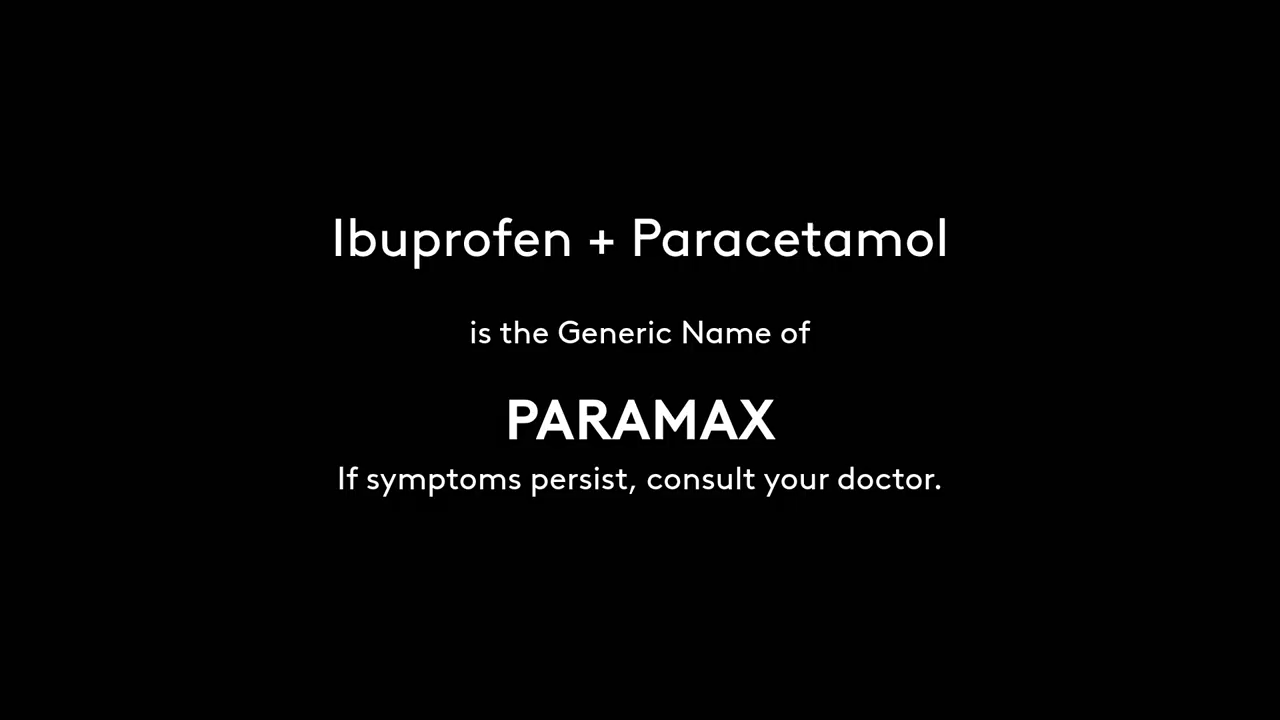 Ibuprofen + Paracetamol
is the Generic Name of
PARAMAX
If symptoms persist, consult your doctor.